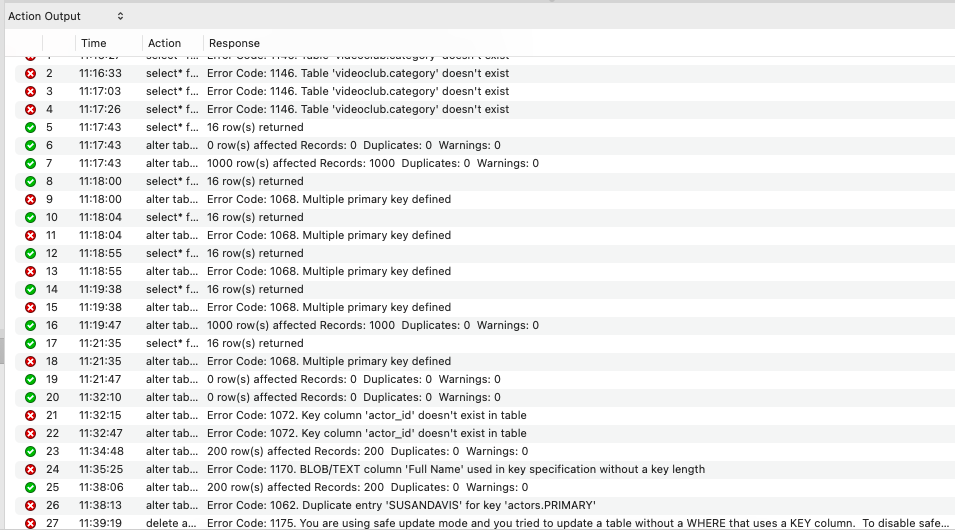 Action Output
Time Action Response
1 11:15:27 select* f... Error Code: 1146. Table 'videoclub.category' doesn't exist
2 11:16:33 select* f... Error Code: 1146. Table 'videoclub.category' doesn't exist
3 11:17:03 select* f... Error Code: 1146. Table 'videoclub.category' doesn't exist
4 11:17:26 select* f... Error Code: 1146. Table 'videoclub.category' doesn't exist
5 11:17:43 select* f... 16 row(s) returned
6 11:17:43 alter tab... 0 row(s) affected Records: 0 Duplicates: 0 Warnings: 0
7 11:17:43 alter tab... 1000 row(s) affected Records: 1000 Duplicates: 0 Warnings: 0
8 11:18:00 select* f... 16 row(s) returned
9 11:18:00 alter tab... Error Code: 1068. Multiple primary key defined
10 11:18:04 select* f... 16 row(s) returned
11 11:18:04 alter tab... Error Code: 1068. Multiple primary key defined
12 11:18:55 select* f... 16 row(s) returned
13 11:18:55 alter tab... Error Code: 1068. Multiple primary key defined
14 11:19:38 select* f... 16 row(s) returned
15 11:19:38 alter tab... Error Code: 1068. Multiple primary key defined
16 11:19:47 alter tab... 1000 row(s) affected Records: 1000 Duplicates: 0 Warnings: 0
17 11:21:35 select* f... 16 row(s) returned
18 11:21:35 alter tab... Error Code: 1068. Multiple primary key defined
19 11:21:47 alter tab... 0 row(s) affected Records: 0 Duplicates: 0 Warnings: 0
20 11:32:10 alter tab... 0 row(s) affected Records: 0 Duplicates: 0 Warnings: 0
21 11:32:15 alter tab... Error Code: 1072. Key column 'actor_id' doesn't exist in table
22 11:32:47 alter tab... Error Code: 1072. Key column 'actor_id' doesn't exist in table
23 11:34:48 alter tab... 200 row(s) affected Records: 200 Duplicates: 0 Warnings: 0
24 11:35:25 alter tab... Error Code: 1170. BLOB/TEXT column 'Full Name' used in key specification without a key length
25 11:38:06 alter tab... 200 row(s) affected Records: 200 Duplicates: 0 Warnings: 0
26 11:38:13 alter tab... Error Code: 1062. Duplicate entry 'SUSANDAVIS' for key 'actors.PRIMARY'
27 11:39:19 delete a... Error Code: 1175. You are using safe update mode and you tried to update a table without a WHERE that uses a KEY column. To disable safe...